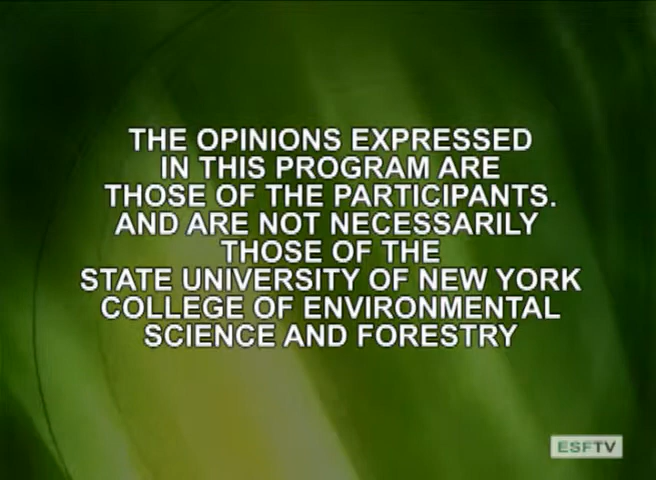 THE OPINIONS EXPRESSED
IN THIS PROGRAM ARE
THOSE OF THE PARTICIPANTS.
AND ARE NOT NECESSARILY
THOSE OF THE
STATE UNIVERSITY OF NEW YORK
COLLEGE OF ENVIRONMENTAL
SCIENCE AND FORESTRY
ESFTV